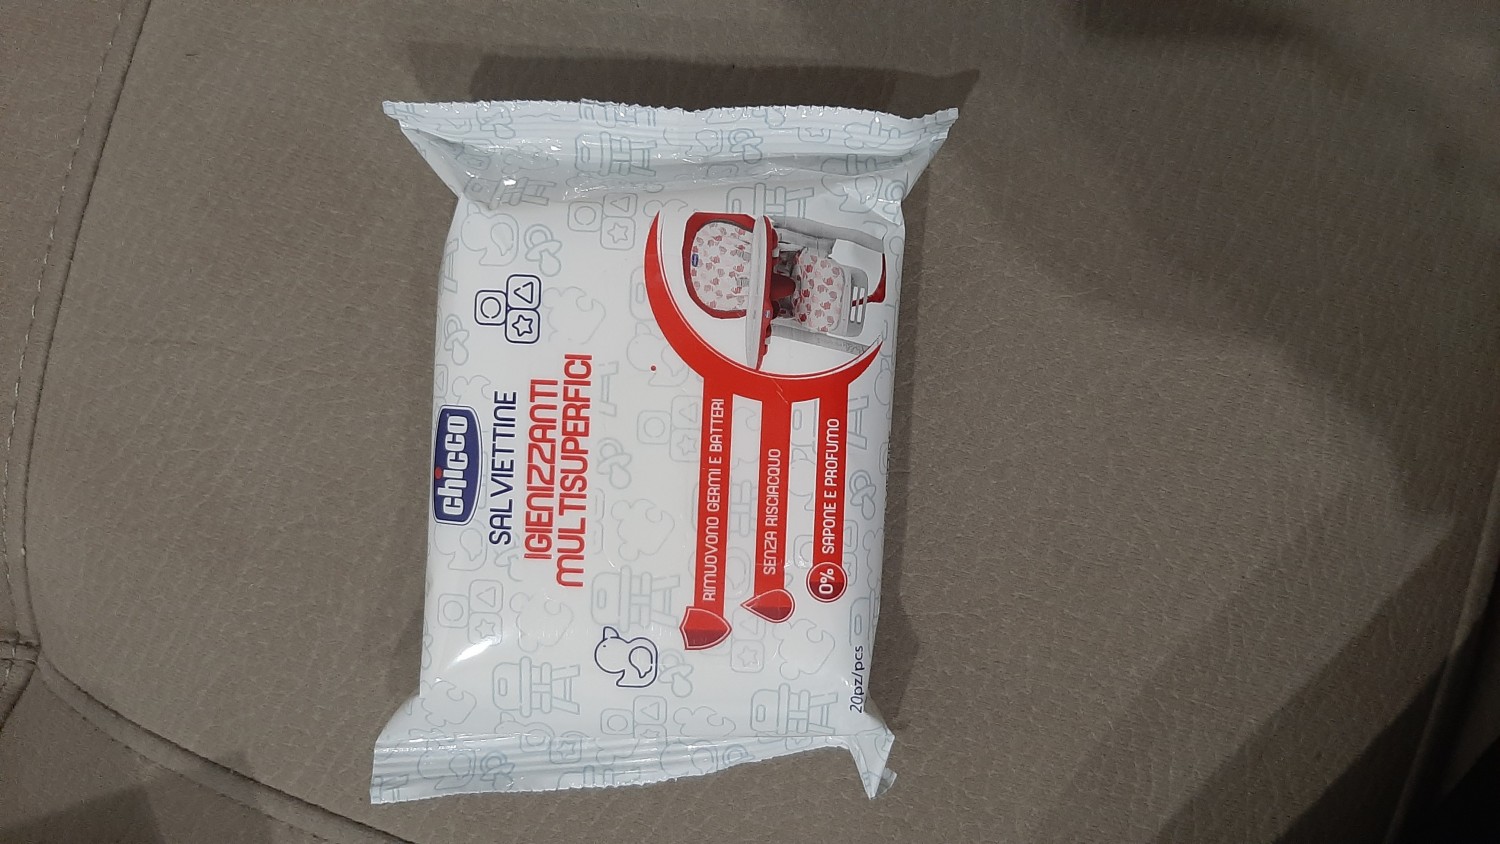 chicco
SALVIETTINE
IGIENIZZANTI
MULTISUPERFICI
RIMUOVONO GERMI E BATTERI
SENZA RISCIACQUO
0% SAPONE E PROFUMO
20pz/pcs